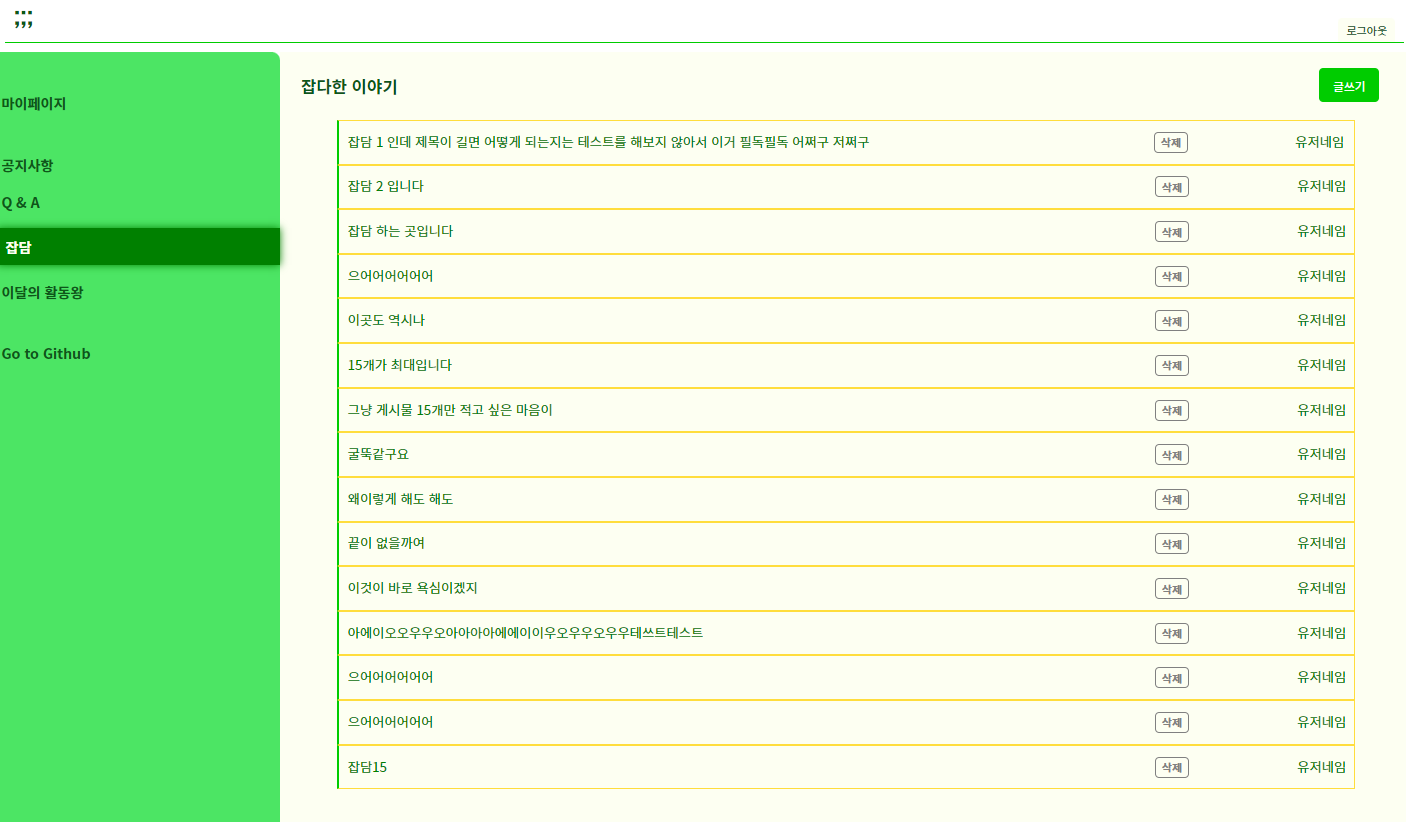 ;;;
로그아웃
마이페이지
공지사항
Q & A
잡담
이달의 활동왕
Go to Github
잡다한 이야기
글쓰기
잡담 1 인데 제목이 길면 어떻게 되는지는 테스트를 해보지 않아서 이거 필독필독 어쩌구 저쩌구 삭제 유저네임
잡담 2 입니다 삭제 유저네임
잡담 하는 곳입니다 삭제 유저네임
으어어어어어어 삭제 유저네임
이곳도 역시나 삭제 유저네임
15개가 최대입니다 삭제 유저네임
그냥 게시물 15개만 적고 싶은 마음이 삭제 유저네임
굴뚝같구요 삭제 유저네임
왜이렇게 해도 해도 삭제 유저네임
끝이 없을까여 삭제 유저네임
이것이 바로 욕심이겠지 삭제 유저네임
아에이오오우우오아아아아에에이이우오우우오우우테쓰트테스트 삭제 유저네임
으어어어어어어 삭제 유저네임
으어어어어어어 삭제 유저네임
잡담15 삭제 유저네임